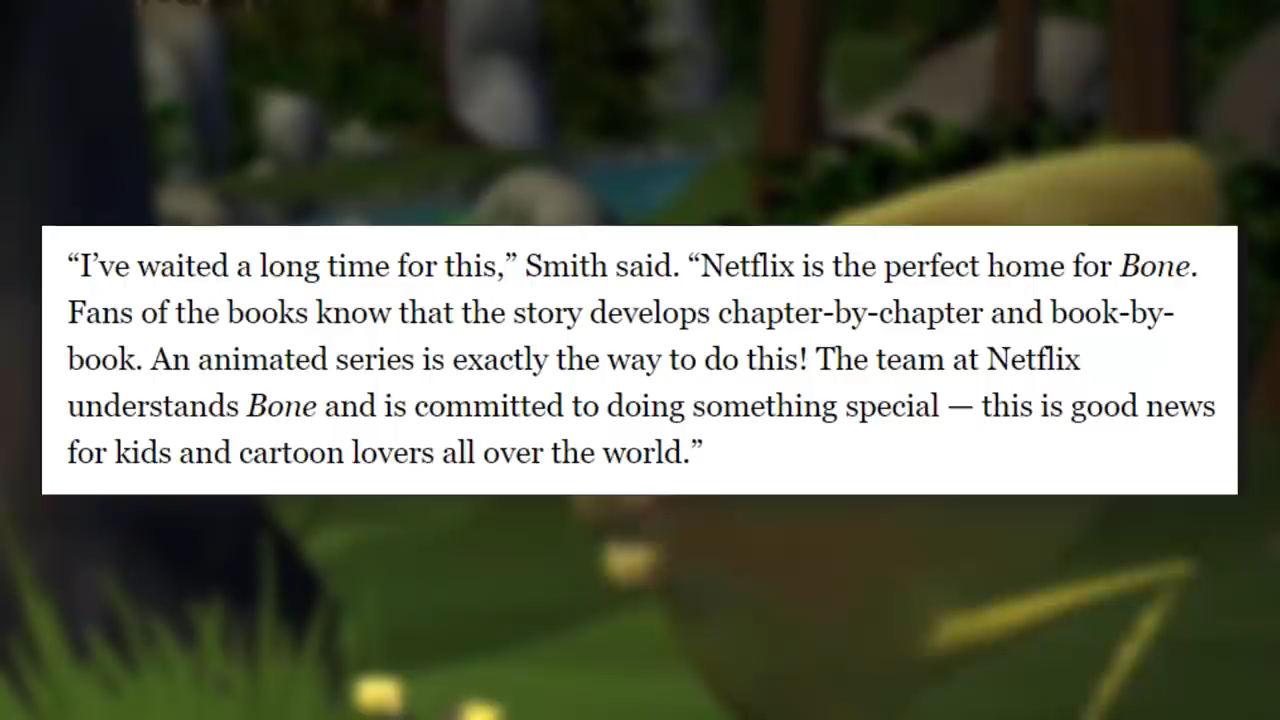 “I’ve waited a long time for this,” Smith said. “Netflix is the perfect home for Bone.
Fans of the books know that the story develops chapter-by-chapter and book-by-
book. An animated series is exactly the way to do this! The team at Netflix
understands Bone and is committed to doing something special — this is good news
for kids and cartoon lovers all over the world.”